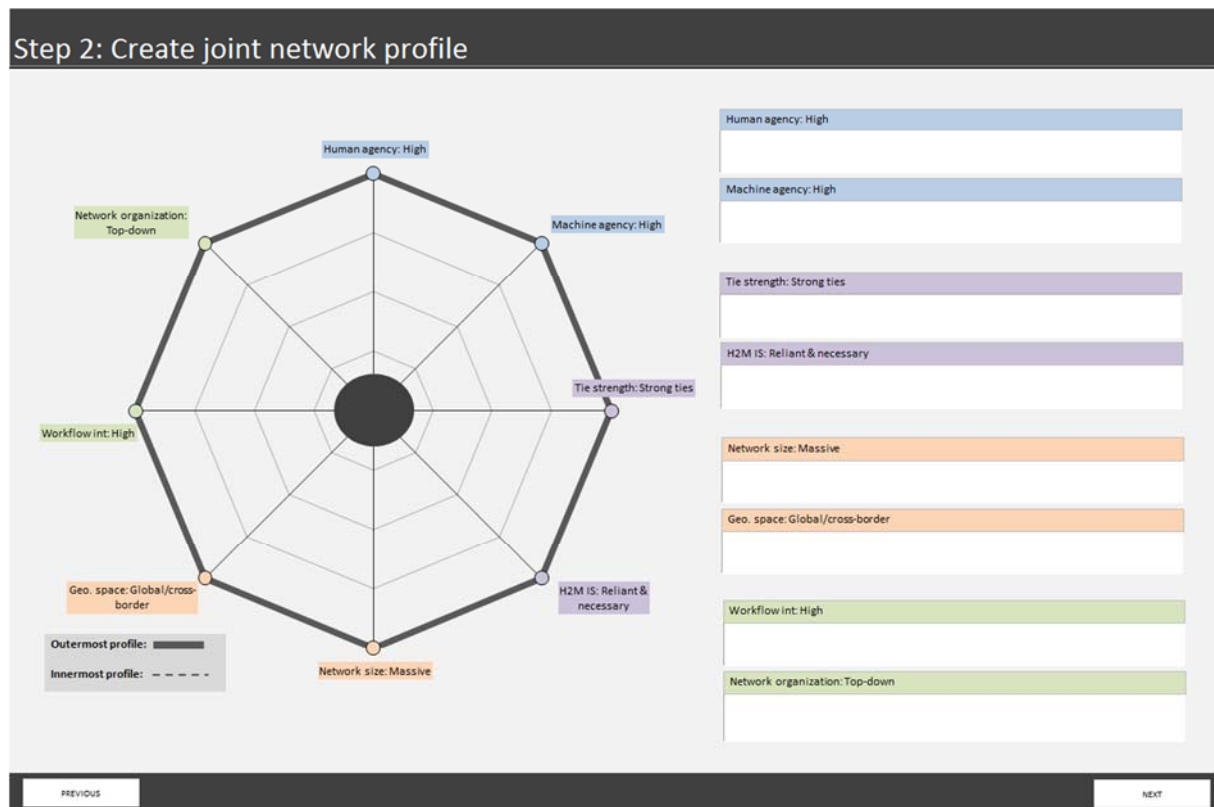 Step 2: Create joint network profile
Human agency: High
Network organization:
Top-down
Machine agency: High
Tie strength: Strong ties
Workflow int: High
Geo. space: Global/cross-
border
H2M IS: Reliant &
necessary
Network size: Massive
Outermost profile:
Innermost profile:
Human agency: High
Machine agency: High
Tie strength: Strong ties
H2M IS: Reliant & necessary
Network size: Massive
Geo. space: Global/cross-border
Workflow int: High
Network organization: Top-down
PREVIOUS
NEXT